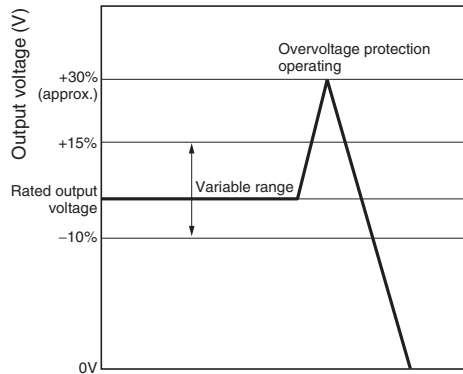 Output voltage (V)
Overvoltage protection
operating
+30%
(approx.)
+15%
Variable range
Rated output
voltage
−10%
0V